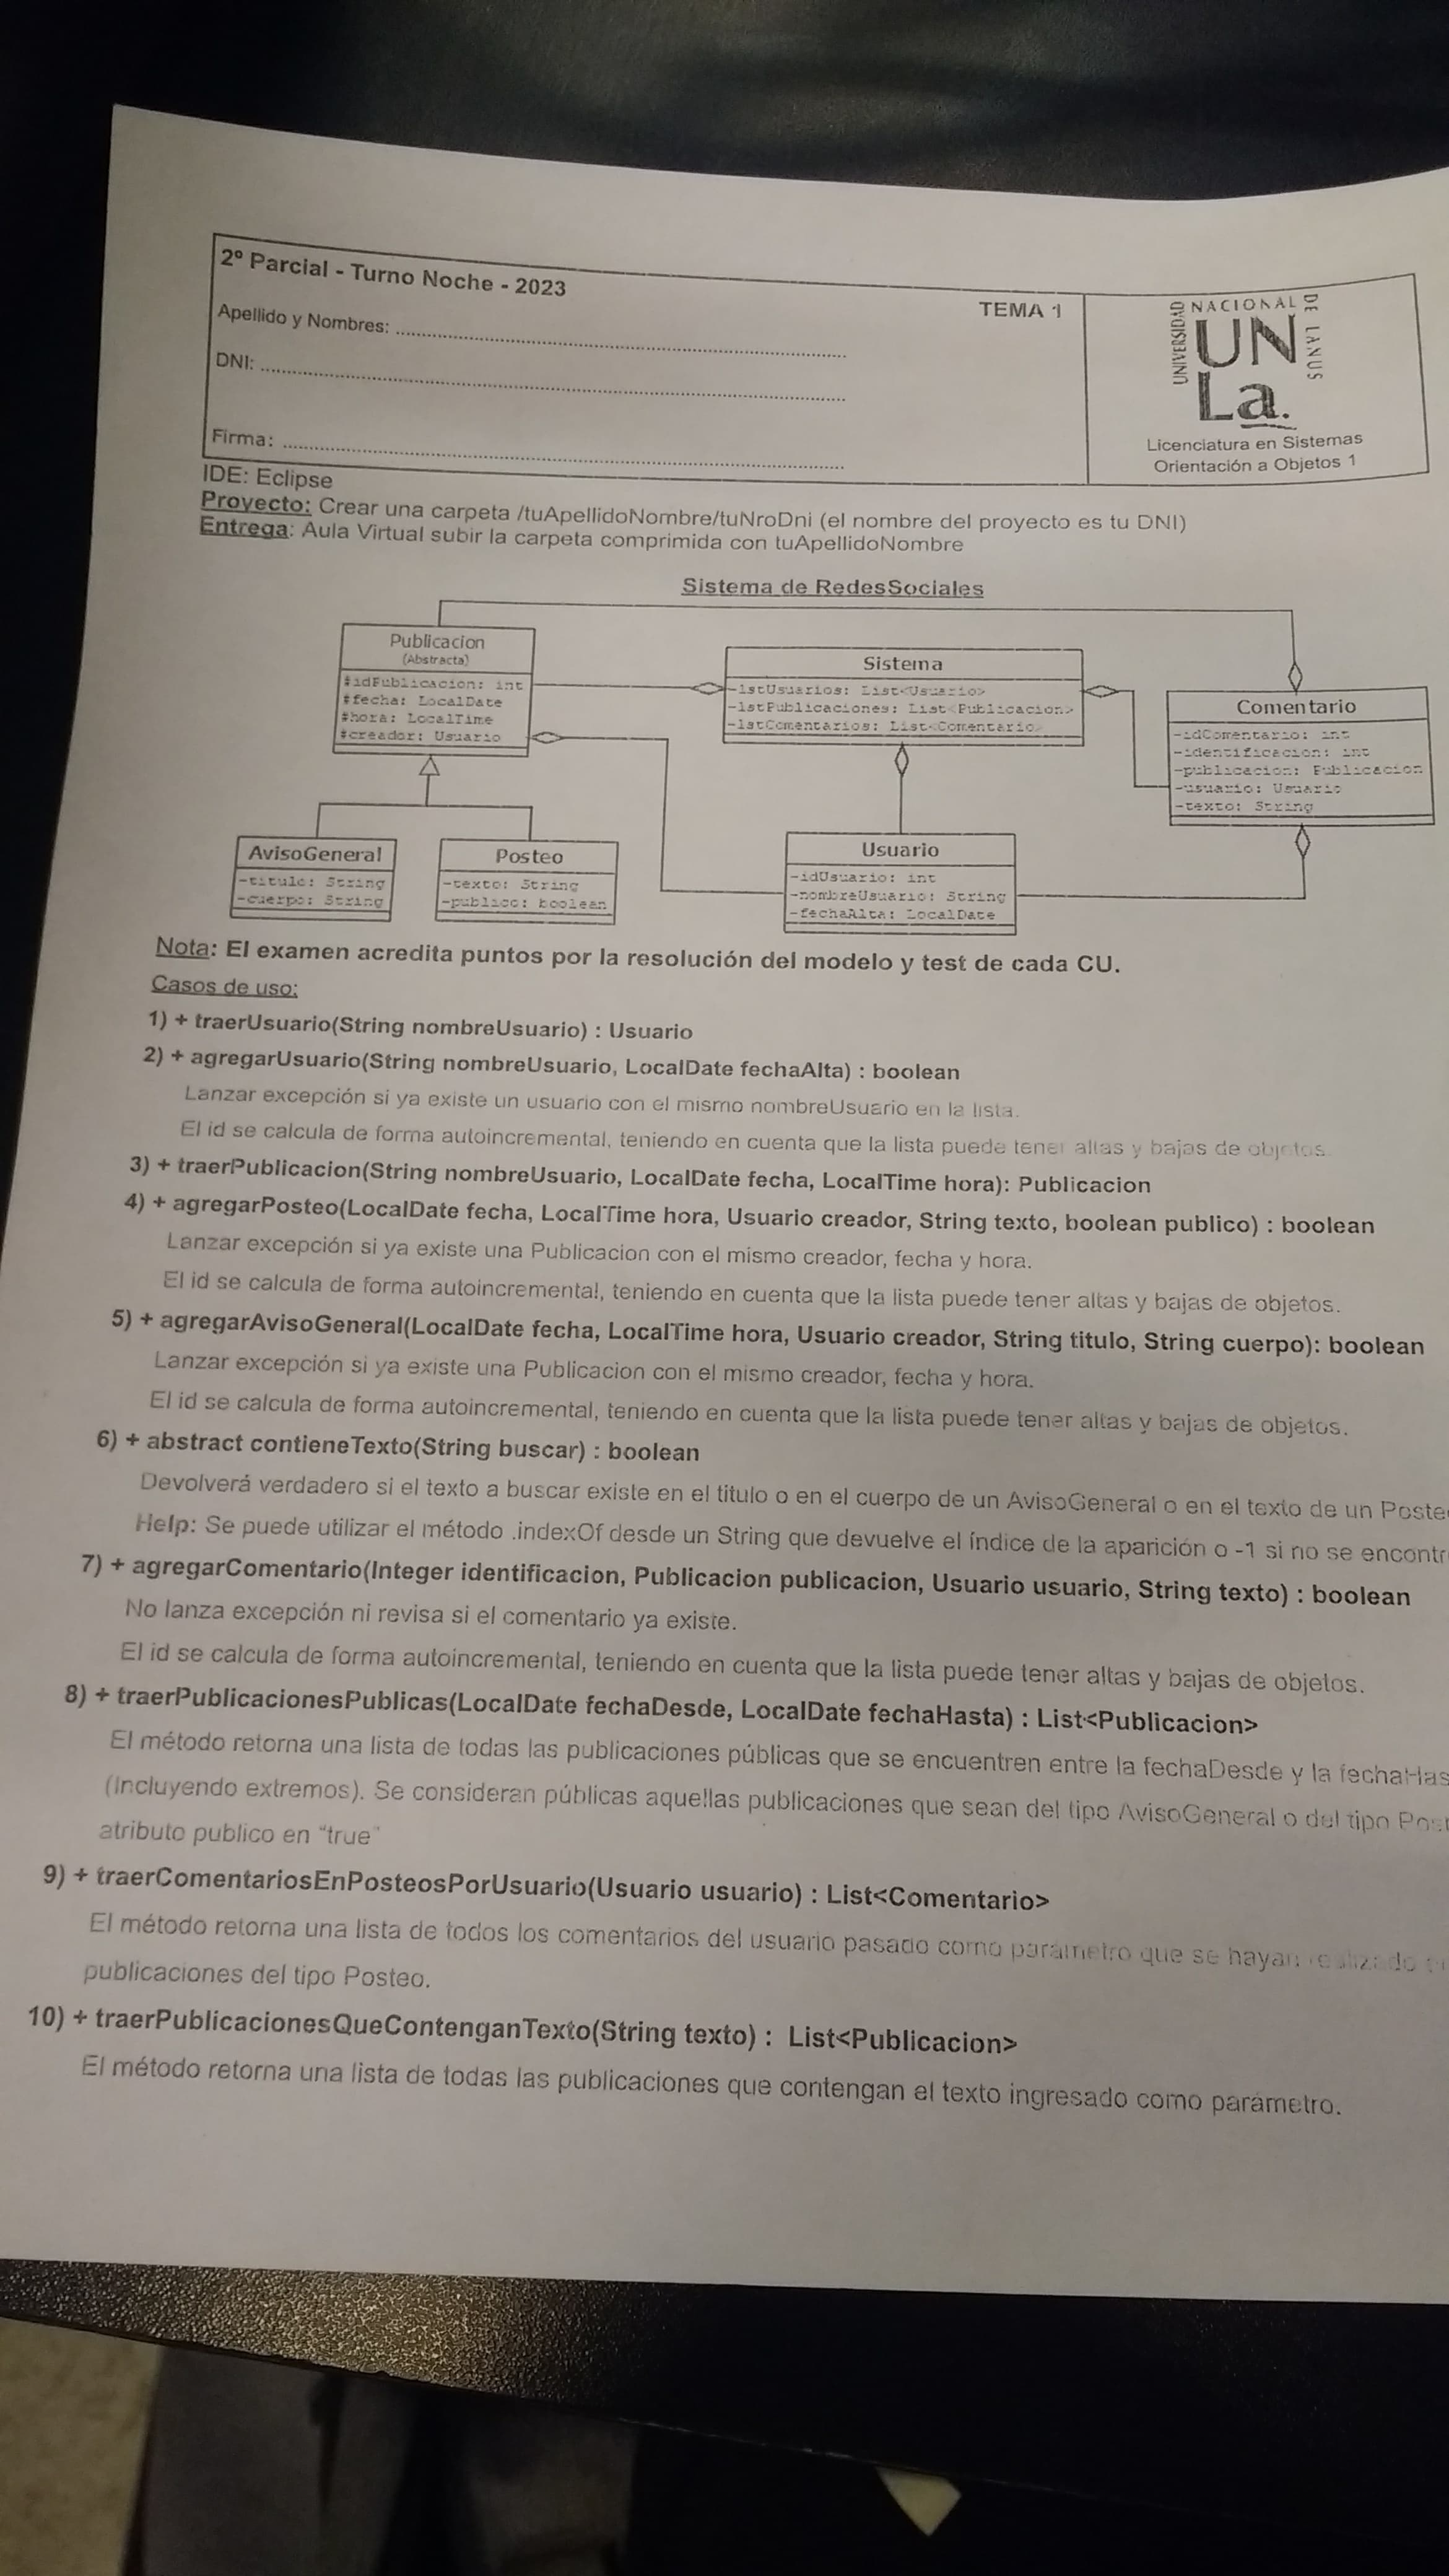 2º Parcial - Turno Noche - 2023
TEMA 1
Apellido y Nombres:
DNI:
Firma:
UNIVERSIDAD NACIONAL DE LANUS
UN
La.
Licenciatura en Sistemas
Orientación a Objetos 1
IDE: Eclipse
Proyecto: Crear una carpeta /tuApellidoNombre/tuNroDni (el nombre del proyecto es tu DNI)
Entrega: Aula Virtual subir la carpeta comprimida con tuApellidoNombre
Sistema de RedesSociales
Publicacion
(Abstracta)
#idPublicacion: int
#fecha: LocalDate
#hora: LocalTime
#creador: Usuario
Sistema
-lstUsuarios: List<Usuario>
-lstPublicaciones: List<Publicacion>
-lstComentarios: List<Comentario>
Comentario
-idComentario: int
-identificacion: int
-publicacion: Publicacion
-usuario: Usuario
-texto: String
AvisoGeneral
-titulo: String
-cuerpo: String
Posteo
-texto: String
-publico: boolean
Usuario
-idUsuario: int
-nombreUsuario: String
-fechaAlta: LocalDate
Nota: El examen acredita puntos por la resolución del modelo y test de cada CU.
Casos de uso:
1) + traerUsuario(String nombreUsuario) : Usuario
2) + agregarUsuario(String nombreUsuario, LocalDate fechaAlta) : boolean
Lanzar excepción si ya existe un usuario con el mismo nombreUsuario en la lista.
El id se calcula de forma autoincremental, teniendo en cuenta que la lista puede tener altas y bajas de objetos.
3) + traerPublicacion(String nombreUsuario, LocalDate fecha, LocalTime hora): Publicacion
4) + agregarPosteo(LocalDate fecha, LocalTime hora, Usuario creador, String texto, boolean publico) : boolean
Lanzar excepción si ya existe una Publicacion con el mismo creador, fecha y hora.
El id se calcula de forma autoincremental, teniendo en cuenta que la lista puede tener altas y bajas de objetos.
5) + agregarAvisoGeneral(LocalDate fecha, LocalTime hora, Usuario creador, String titulo, String cuerpo): boolean
Lanzar excepción si ya existe una Publicacion con el mismo creador, fecha y hora.
El id se calcula de forma autoincremental, teniendo en cuenta que la lista puede tener altas y bajas de objetos.
6) + abstract contieneTexto(String buscar) : boolean
Devolverá verdadero si el texto a buscar existe en el titulo o en el cuerpo de un AvisoGeneral o en el texto de un Poste
Help: Se puede utilizar el método .indexOf desde un String que devuelve el índice de la aparición o -1 si no se encontr
7) + agregarComentario(Integer identificacion, Publicacion publicacion, Usuario usuario, String texto) : boolean
No lanza excepción ni revisa si el comentario ya existe.
El id se calcula de forma autoincremental, teniendo en cuenta que la lista puede tener altas y bajas de objetos.
8) + traerPublicacionesPublicas(LocalDate fechaDesde, LocalDate fechaHasta) : List<Publicacion>
El método retorna una lista de todas las publicaciones públicas que se encuentren entre la fechaDesde y la fechaHas
(Incluyendo extremos). Se consideran públicas aquellas publicaciones que sean del tipo AvisoGeneral o del tipo Post
atributo publico en "true"
9) + traerComentariosEnPosteosPorUsuario(Usuario usuario) : List<Comentario>
El método retorna una lista de todos los comentarios del usuario pasado como parámetro que se hayan realizado
publicaciones del tipo Posteo.
10) + traerPublicacionesQueContenganTexto(String texto) : List<Publicacion>
El método retorna una lista de todas las publicaciones que contengan el texto ingresado como parámetro.